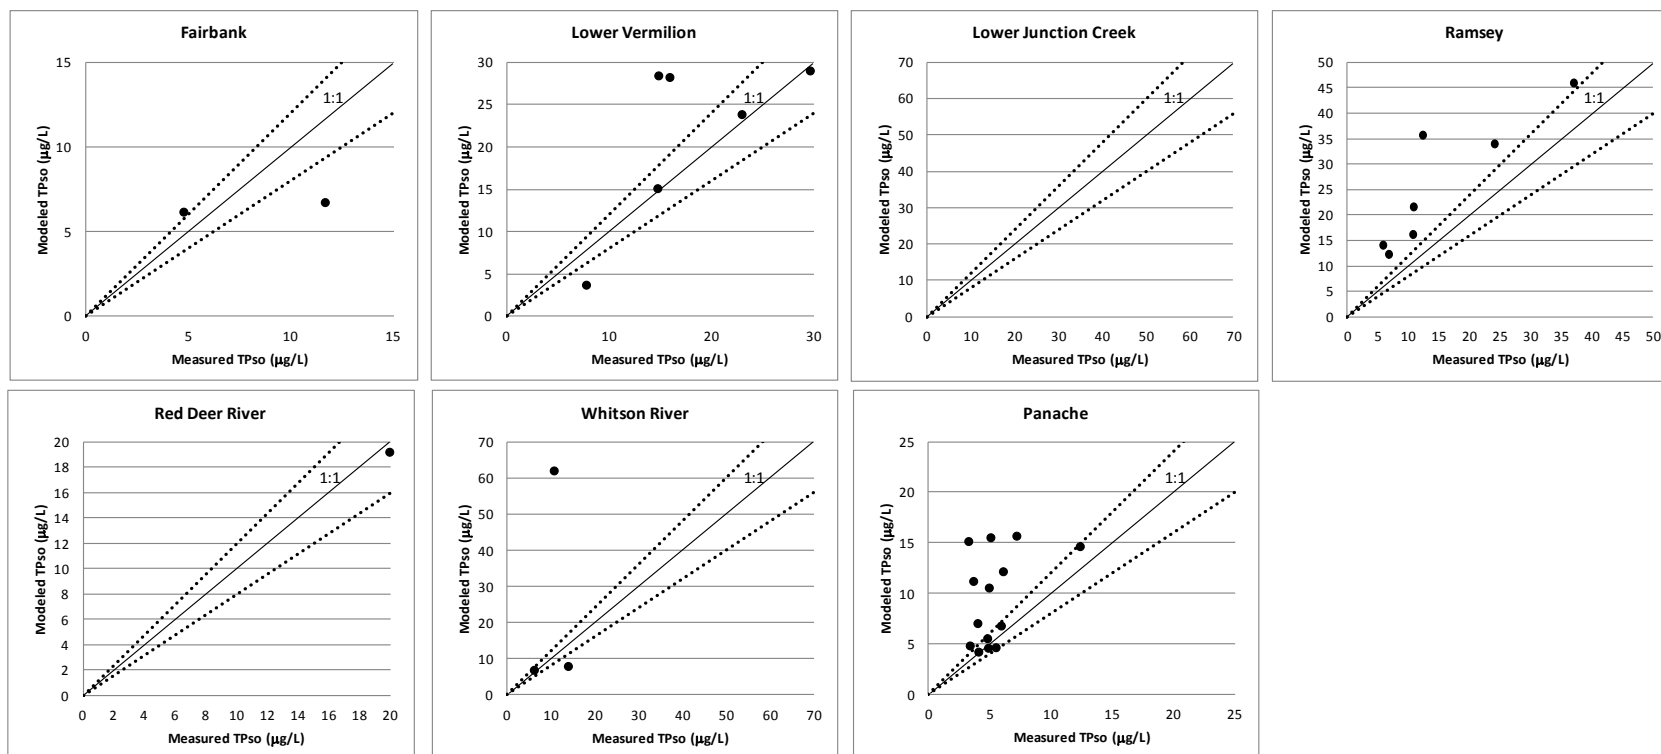 Fairbank
15
10
5
0
1:1
0 5 10 15
Modeled TPso (µg/L)
Measured TPso (µg/L)
Lower Vermilion
30
25
20
15
10
5
0
1:1
0 10 20 30
Modeled TPso (µg/L)
Measured TPso (µg/L)
Lower Junction Creek
70
60
50
40
30
20
10
0
1:1
0 10 20 30 40 50 60 70
Modeled TPso (µg/L)
Measured TPso (µg/L)
Ramsey
50
45
40
35
30
25
20
15
10
5
0
1:1
0 5 10 15 20 25 30 35 40 45 50
Modeled TPso (µg/L)
Measured TPso (µg/L)
Red Deer River
20
18
16
14
12
10
8
6
4
2
0
1:1
0 2 4 6 8 10 12 14 16 18 20
Modeled TPso (µg/L)
Measured TPso (µg/L)
Whitson River
70
60
50
40
30
20
10
0
1:1
0 10 20 30 40 50 60 70
Modeled TPso (µg/L)
Measured TPso (µg/L)
Panache
25
20
15
10
5
0
1:1
0 5 10 15 20 25
Modeled TPso (µg/L)
Measured TPso (µg/L)